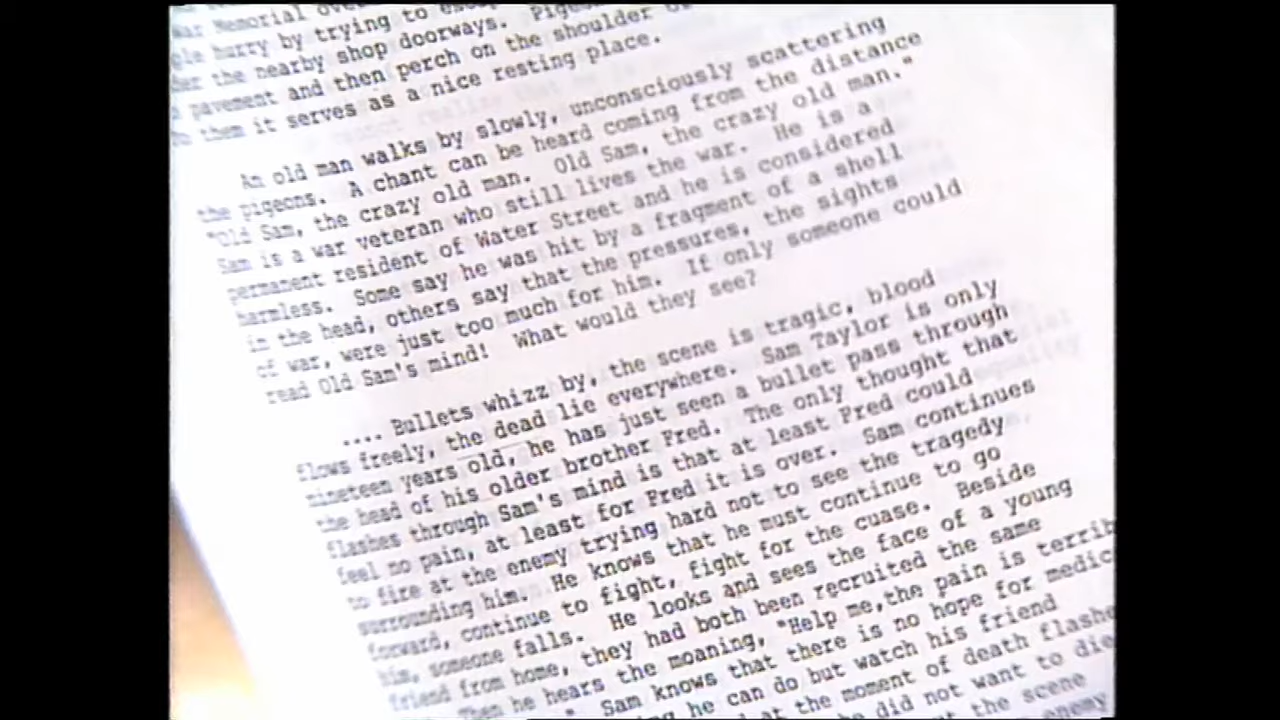 War Memorial over
hurry by trying to
the nearby shop doorways. Pigeons
pavement and then perch on the shoulder of
them it serves as a nice resting place.
An old man walks by slowly, unconsciously scattering
the pigeons. A chant can be heard coming from the distance
"Old Sam, the crazy old man. Old Sam, the crazy old man."
Sam is a war veteran who still lives the war. He is a
permanent resident of Water Street and he is considered
harmless. Some say he was hit by a fragment of a shell
in the head, others say that the pressures, the sights
of war, were just too much for him. If only someone could
read Old Sam's mind! What would they see?
.... Bullets whizz by, the scene is tragic, blood
flows freely, the dead lie everywhere. Sam Taylor is only
nineteen years old, he has just seen a bullet pass through
the head of his older brother Fred. The only thought that
flashes through Sam's mind is that at least Fred could
feel no pain, at least for Fred it is over. Sam continues
to fire at the enemy trying hard not to see the tragedy
surrounding him. He knows that he must continue to go
forward, continue to fight, fight for the cuase. Beside
him, someone falls. He looks and sees the face of a young
friend from home, they had both been recruited the same
Then he hears the moaning, "Help me,the pain is terrib
" Sam knows that there is no hope for medic
he can do but watch his friend
at the moment of death flashe
he did not want to die
the scene
enemy